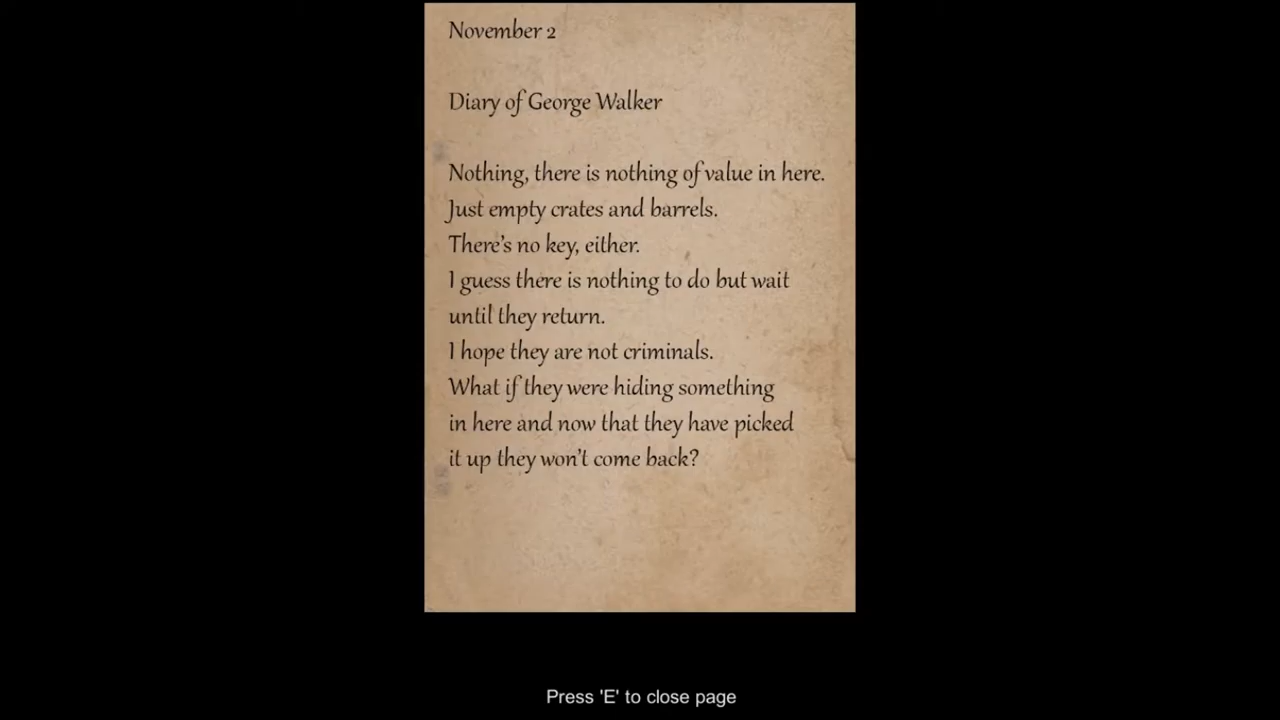 November 2
Diary of George Walker
Nothing, there is nothing of value in here.
Just empty crates and barrels.
There's no key, either.
I guess there is nothing to do but wait
until they return.
I hope they are not criminals.
What if they were hiding something
in here and now that they have picked
it up they won't come back?
Press 'E' to close page